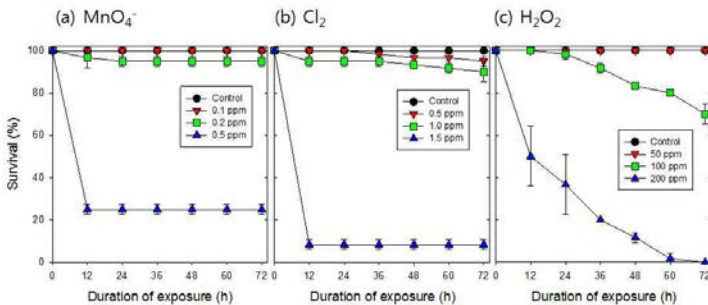 (a) MnO₄⁻
(b) Cl₂
(c) H₂O₂
Survival (%)
100
80
60
40
20
0
Control
0.1 ppm
0.2 ppm
0.5 ppm
0 12 24 36 48 60 72
Duration of exposure (h)
Control
0.5 ppm
1.0 ppm
1.5 ppm
0 12 24 36 48 60 72
Duration of exposure (h)
Control
50 ppm
100 ppm
200 ppm
0 12 24 36 48 60 72
Duration of exposure (h)